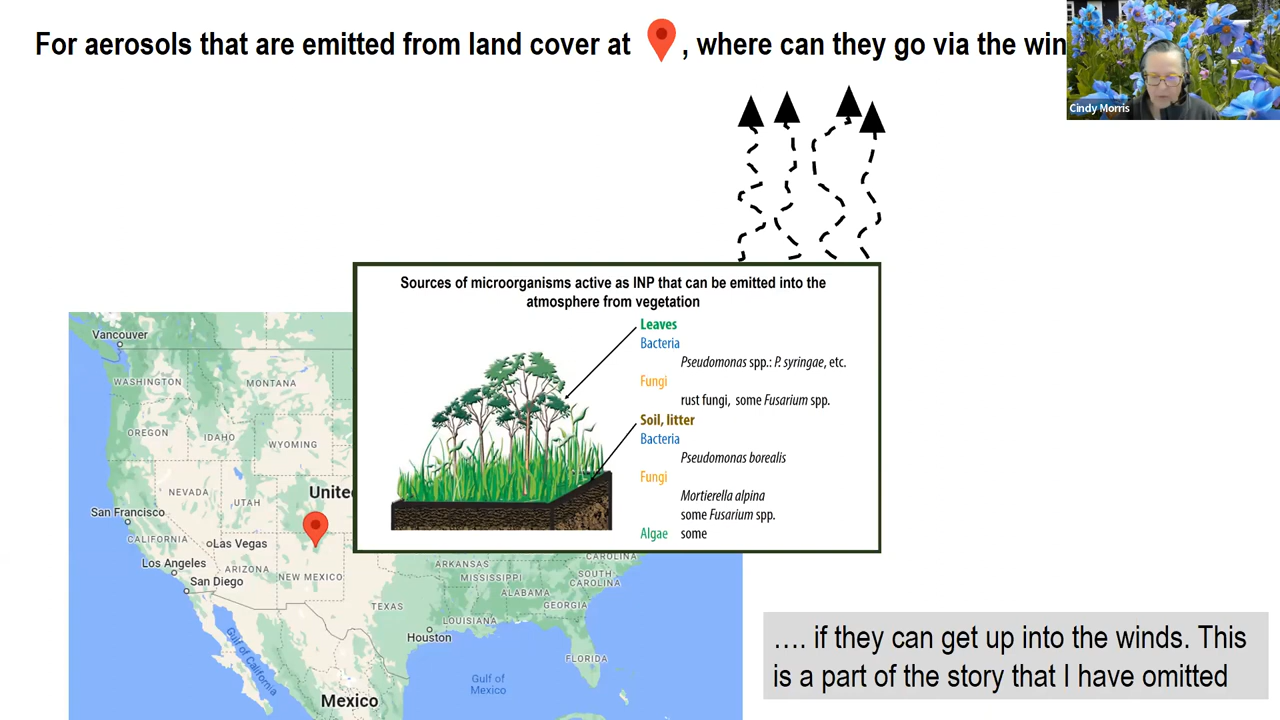 For aerosols that are emitted from land cover at , where can they go via the win
Cindy Morris
Sources of microorganisms active as INP that can be emitted into the
atmosphere from vegetation
Leaves
Bacteria
Pseudomonas spp.: P. syringae, etc.
Fungi
rust fungi, some Fusarium spp.
Soil, litter
Bacteria
Pseudomonas borealis
Fungi
Mortierella alpina
some Fusarium spp.
Algae some
Vancouver
WASHINGTON
MONTANA
OREGON
IDAHO
WYOMING
NEVADA
UTAH
Unite
San Francisco
CALIFORNIA
Las Vegas
Los Angeles
ARIZONA
NEW MEXICO
San Diego
ARKANSAS
CAROLINA
MISSISSIPPI
SOUTH
CAROLINA
ALABAMA
TEXAS
GEORGIA
LOUISIANA
Houston
FLORIDA
Gulf of California
Gulf of
Mexico
Mexico
…. if they can get up into the winds. This
is a part of the story that I have omitted